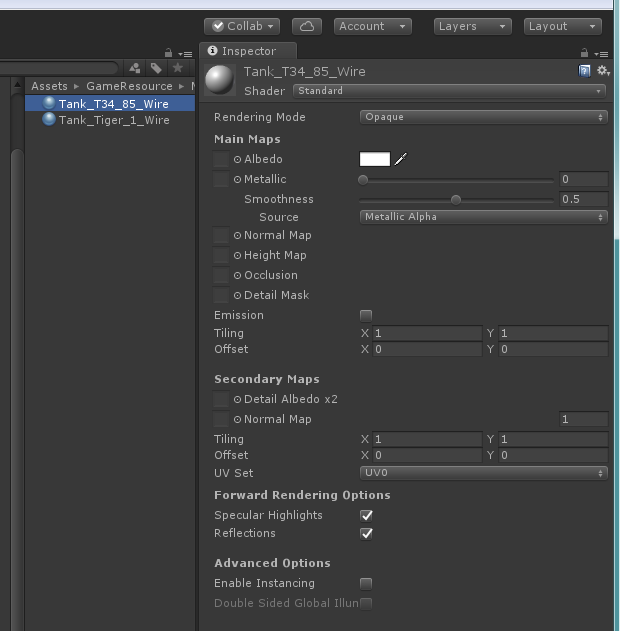 Collab
Account
Layers
Layout
Inspector
Assets
GameResource
Tank_T34_85_Wire
Tank_Tiger_1_Wire
Tank_T34_85_Wire
Shader Standard
Rendering Mode Opaque
Main Maps
Albedo
Metallic 0
Smoothness 0.5
Source Metallic Alpha
Normal Map
Height Map
Occlusion
Detail Mask
Emission
Tiling X 1 Y 1
Offset X 0 Y 0
Secondary Maps
Detail Albedo x2
Normal Map 1
Tiling X 1 Y 1
Offset X 0 Y 0
UV Set UV0
Forward Rendering Options
Specular Highlights
Reflections
Advanced Options
Enable Instancing
Double Sided Global Illun